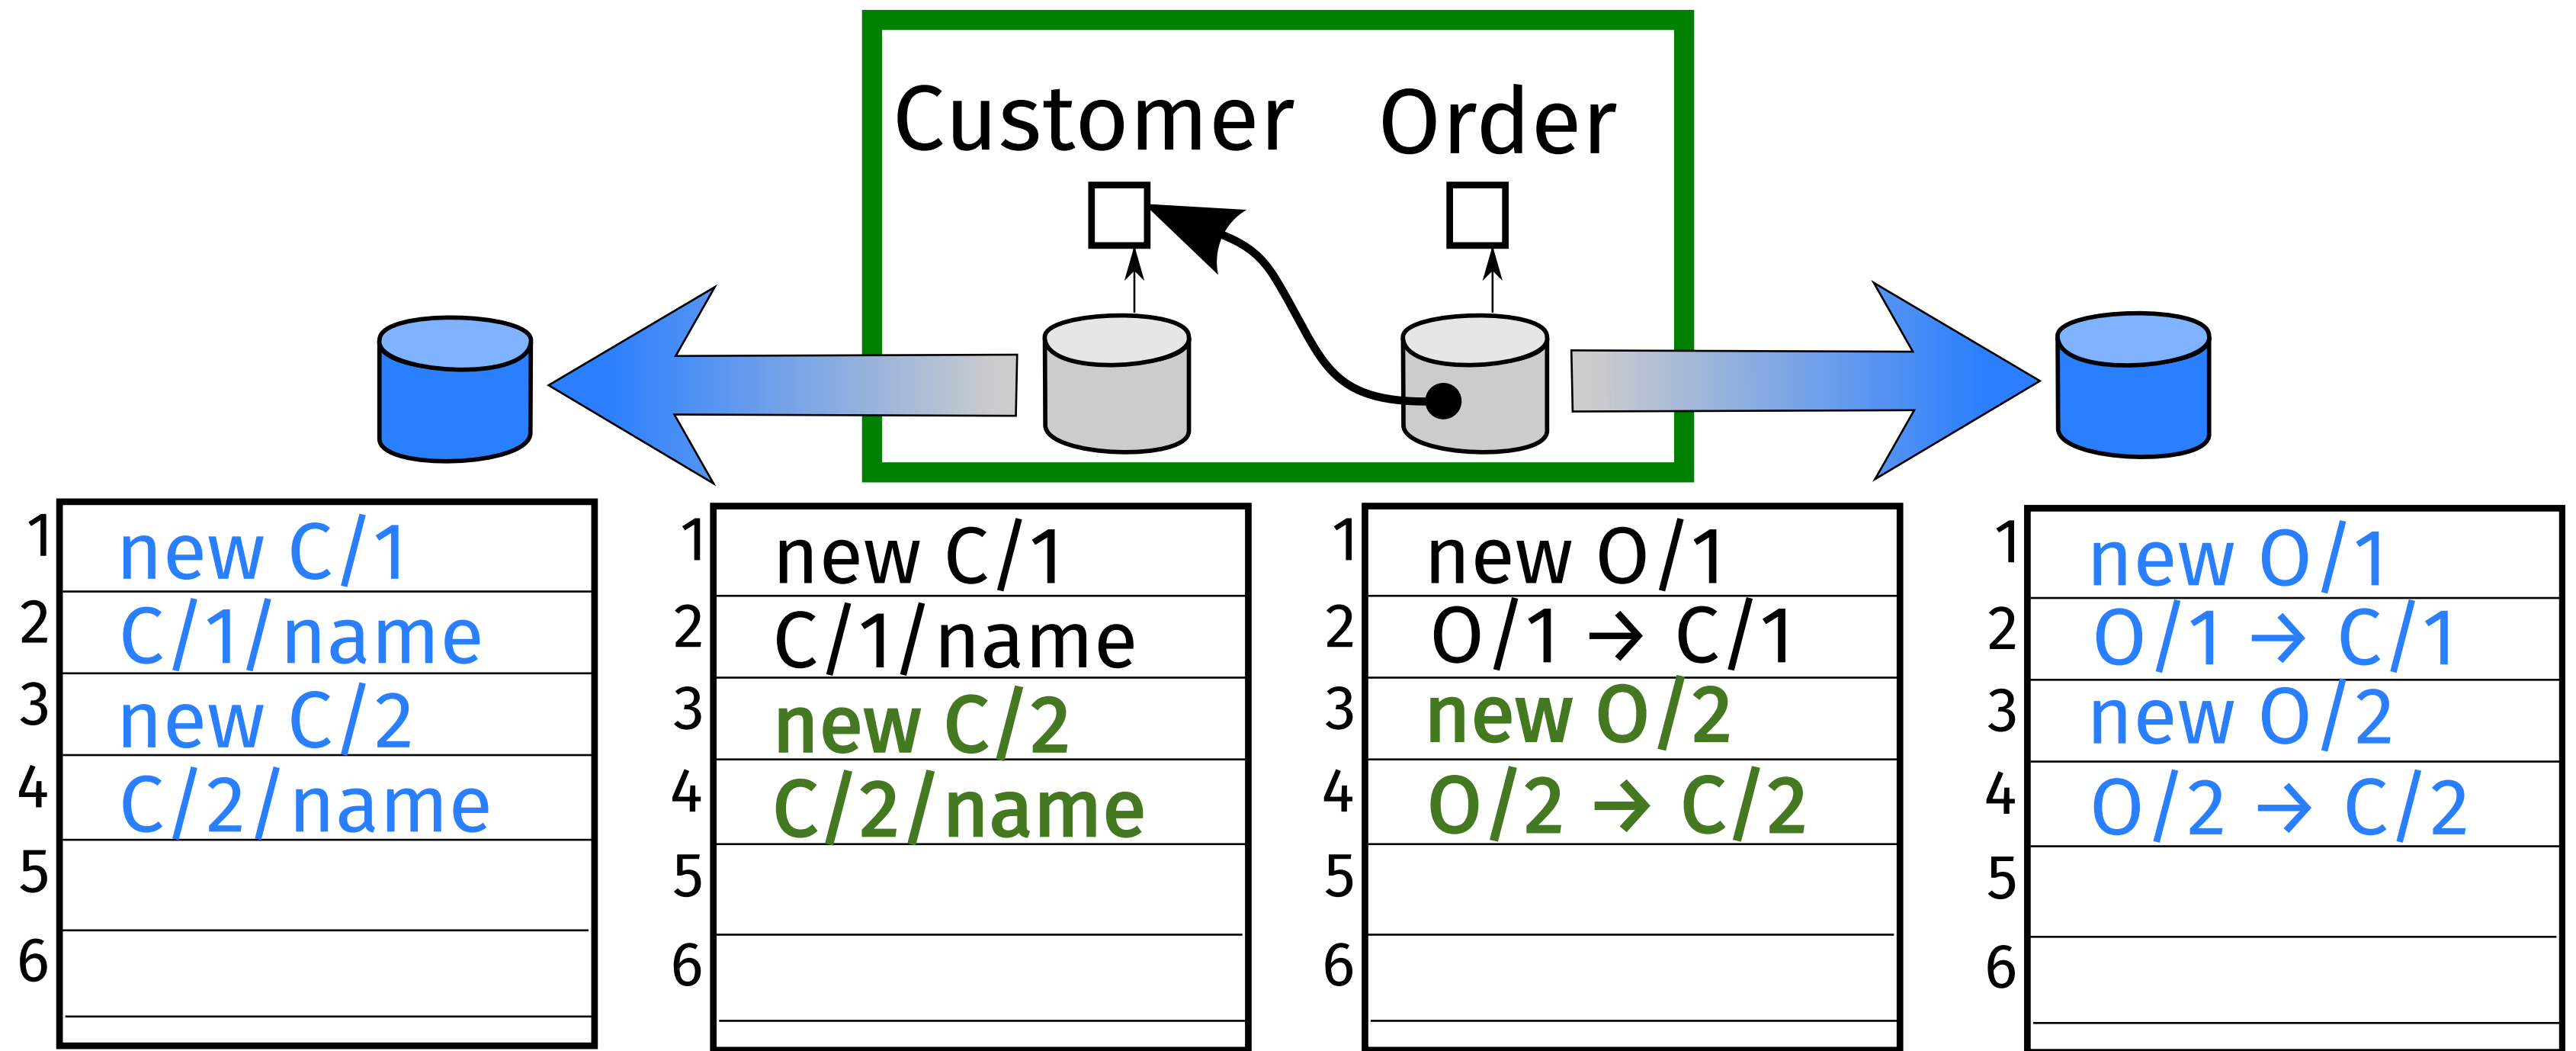 Customer
Order
1 new C/1
2 C/1/name
3 new C/2
4 C/2/name
5
6
1 new C/1
2 C/1/name
3 new C/2
4 C/2/name
5
6
1 new O/1
2 O/1 → C/1
3 new O/2
4 O/2 → C/2
5
6
1 new O/1
2 O/1 → C/1
3 new O/2
4 O/2 → C/2
5
6